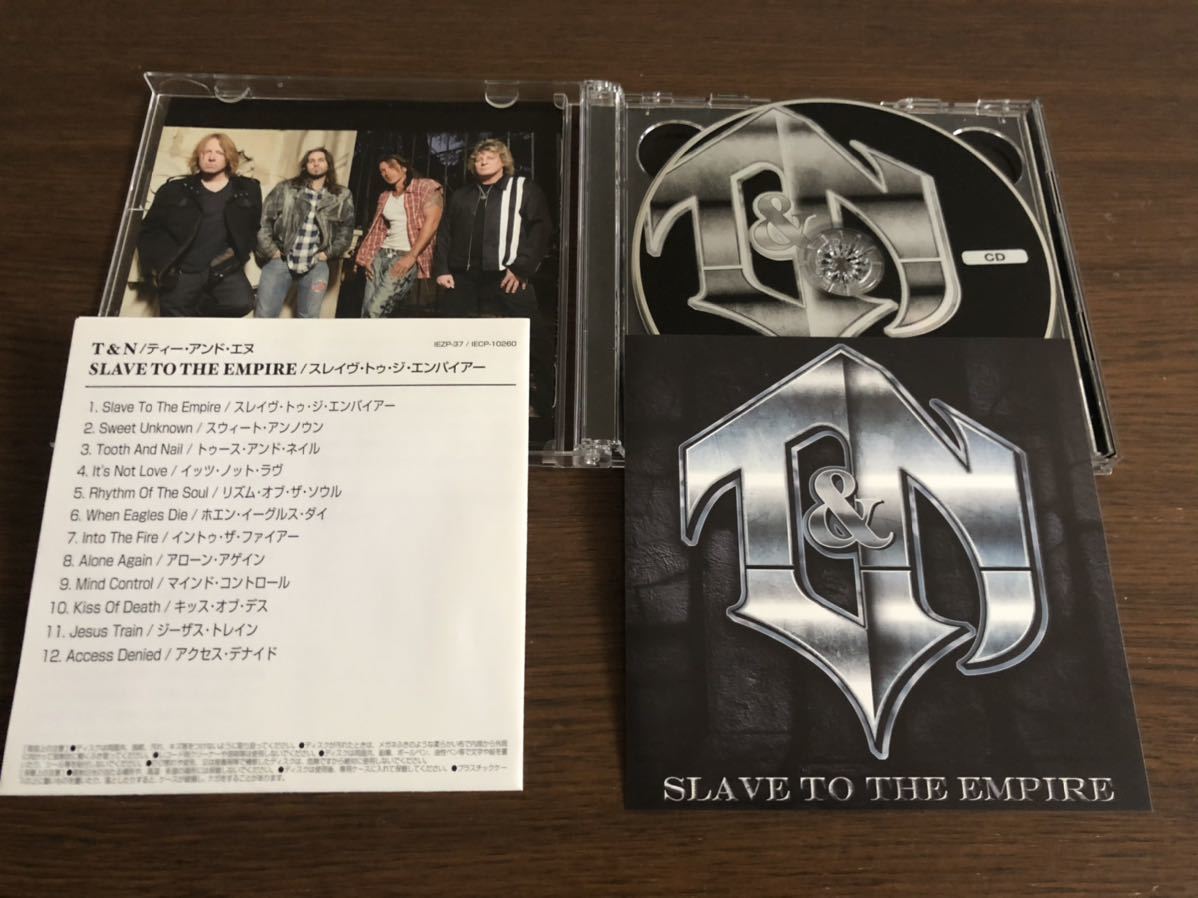 T&N
CD
T & N / ティー・アンド・エヌ
IEZP-37 / IECP-10260
SLAVE TO THE EMPIRE / スレイヴ・トゥ・ジ・エンパイアー
1. Slave To The Empire / スレイヴ・トゥ・ジ・エンパイアー
2. Sweet Unknown / スウィート・アンノウン
3. Tooth And Nail / トゥース・アンド・ネイル
4. It's Not Love / イッツ・ノット・ラヴ
5. Rhythm Of The Soul / リズム・オブ・ザ・ソウル
6. When Eagles Die / ホエン・イーグルス・ダイ
7. Into The Fire / イントゥ・ザ・ファイアー
8. Alone Again / アローン・アゲイン
9. Mind Control / マインド・コントロール
10. Kiss Of Death / キッス・オブ・デス
11. Jesus Train / ジーザス・トレイン
12. Access Denied / アクセス・デナイド
T&N
SLAVE TO THE EMPIRE